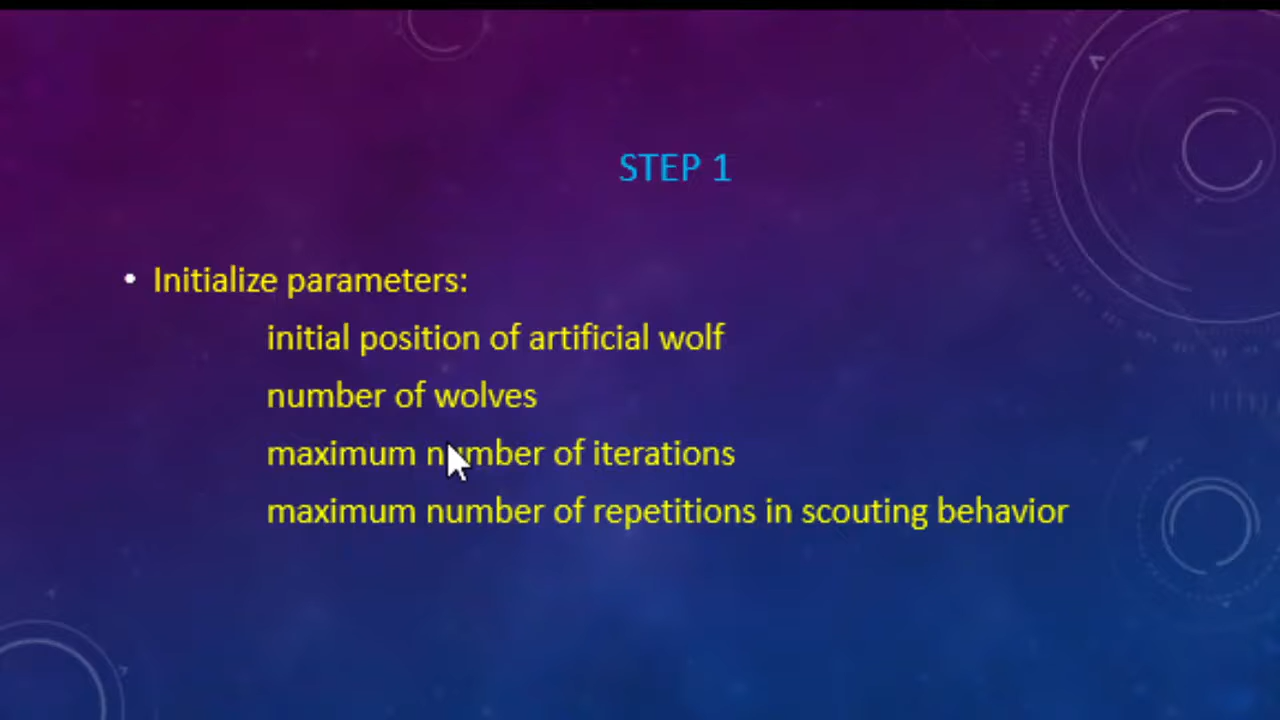 STEP 1
• Initialize parameters:
initial position of artificial wolf
number of wolves
maximum number of iterations
maximum number of repetitions in scouting behavior